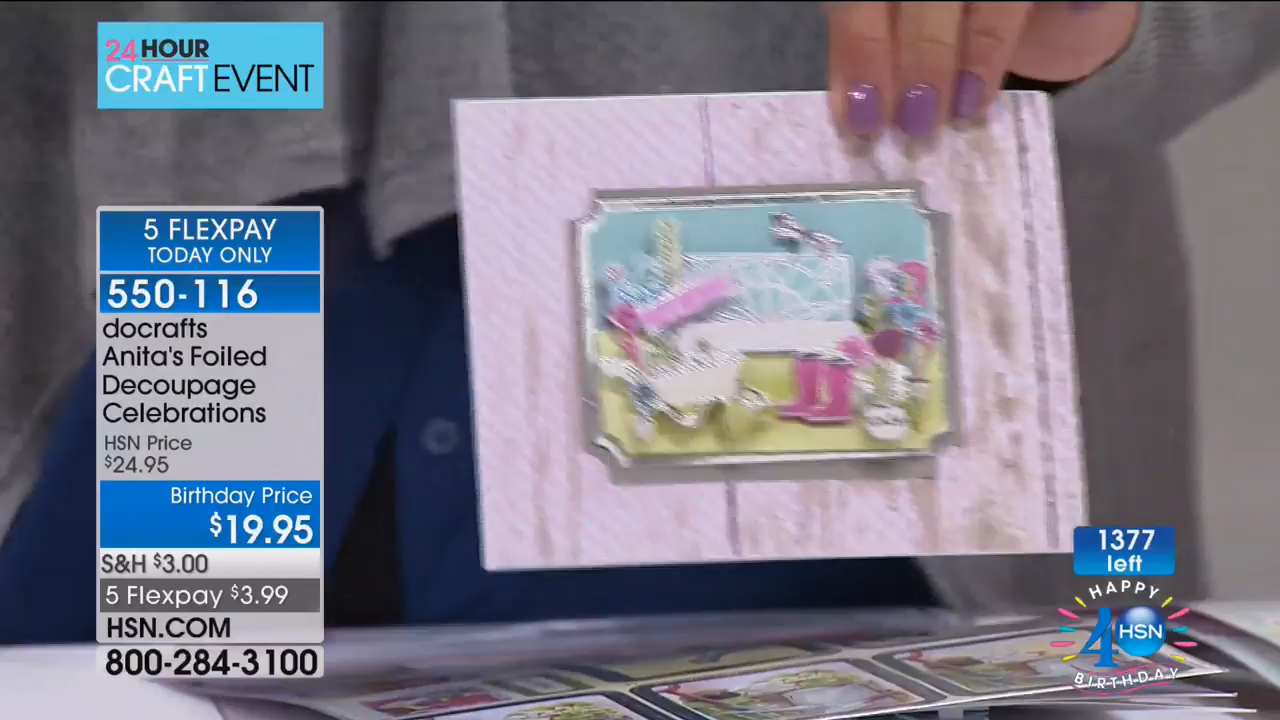 24 HOUR
CRAFT EVENT
5 FLEXPAY
TODAY ONLY
550-116
docrafts
Anita's Foiled
Decoupage
Celebrations
HSN Price
$24.95
Birthday Price
$19.95
S&H $3.00
5 Flexpay $3.99
HSN.COM
800-284-3100
1377
left
HAPPY
40 HSN
BIRTHDAY